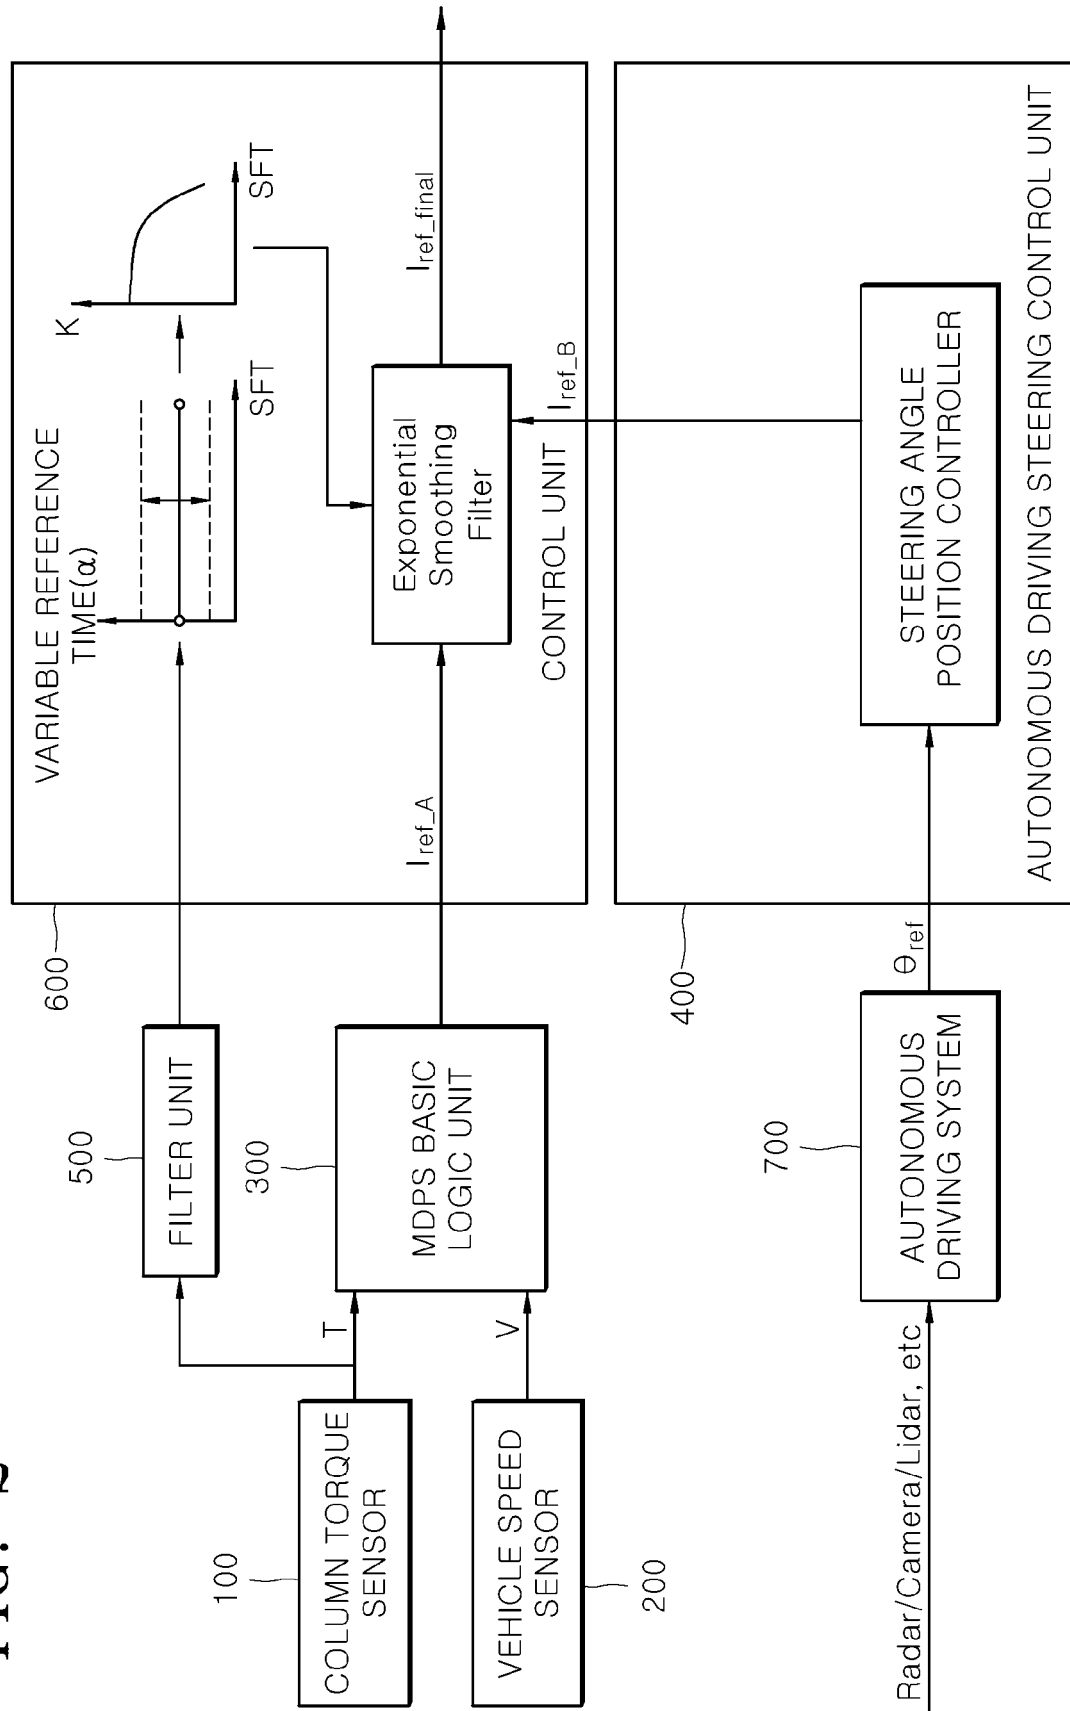 600
VARIABLE REFERENCE
TIME(α)
SFT
K
SFT
500
FILTER UNIT
300
MDPS BASIC
LOGIC UNIT
Iref_A
Exponential
Smoothing
Filter
Iref_final
CONTROL UNIT
Iref_B
100
COLUMN TORQUE
SENSOR
T
VEHICLE SPEED
SENSOR
V
200
400
700
Radar/Camera/Lidar, etc
AUTONOMOUS
DRIVING SYSTEM
θref
STEERING ANGLE
POSITION CONTROLLER
AUTONOMOUS DRIVING STEERING CONTROL UNIT